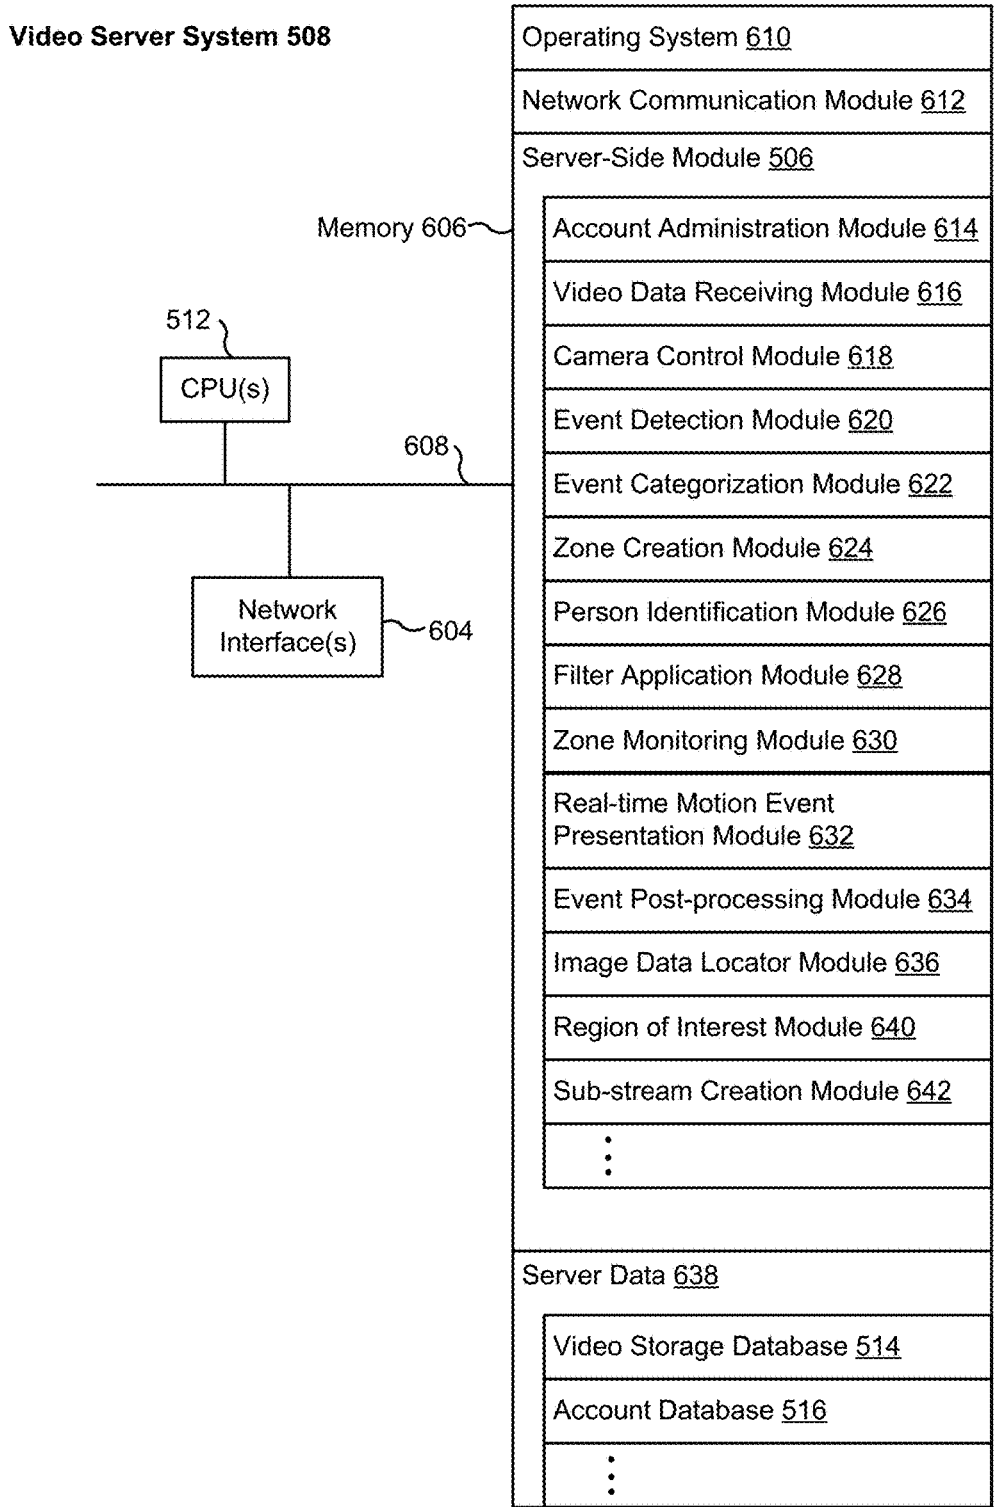 Video Server System 508
Operating System 610
Network Communication Module 612
Server-Side Module 506
Memory 606
Account Administration Module 614
Video Data Receiving Module 616
512
CPU(s)
Camera Control Module 618
Event Detection Module 620
608
Event Categorization Module 622
Zone Creation Module 624
Network
Interface(s)
604
Person Identification Module 626
Filter Application Module 628
Zone Monitoring Module 630
Real-time Motion Event
Presentation Module 632
Event Post-processing Module 634
Image Data Locator Module 636
Region of Interest Module 640
Sub-stream Creation Module 642
Server Data 638
Video Storage Database 514
Account Database 516